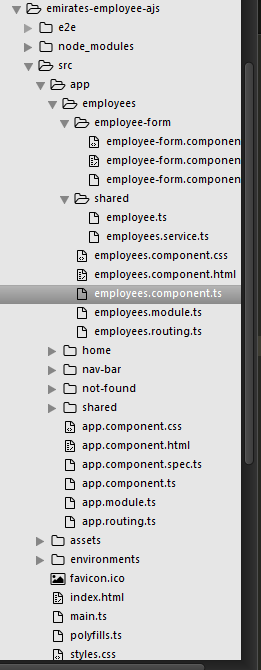 emirates-employee-ajs
e2e
node_modules
src
app
employees
employee-form
employee-form.componen
employee-form.componen
employee-form.componen
shared
employee.ts
employees.service.ts
employees.component.css
employees.component.html
employees.component.ts
employees.module.ts
employees.routing.ts
home
nav-bar
not-found
shared
app.component.css
app.component.html
app.component.spec.ts
app.component.ts
app.module.ts
app.routing.ts
assets
environments
favicon.ico
index.html
main.ts
polyfills.ts
styles.css